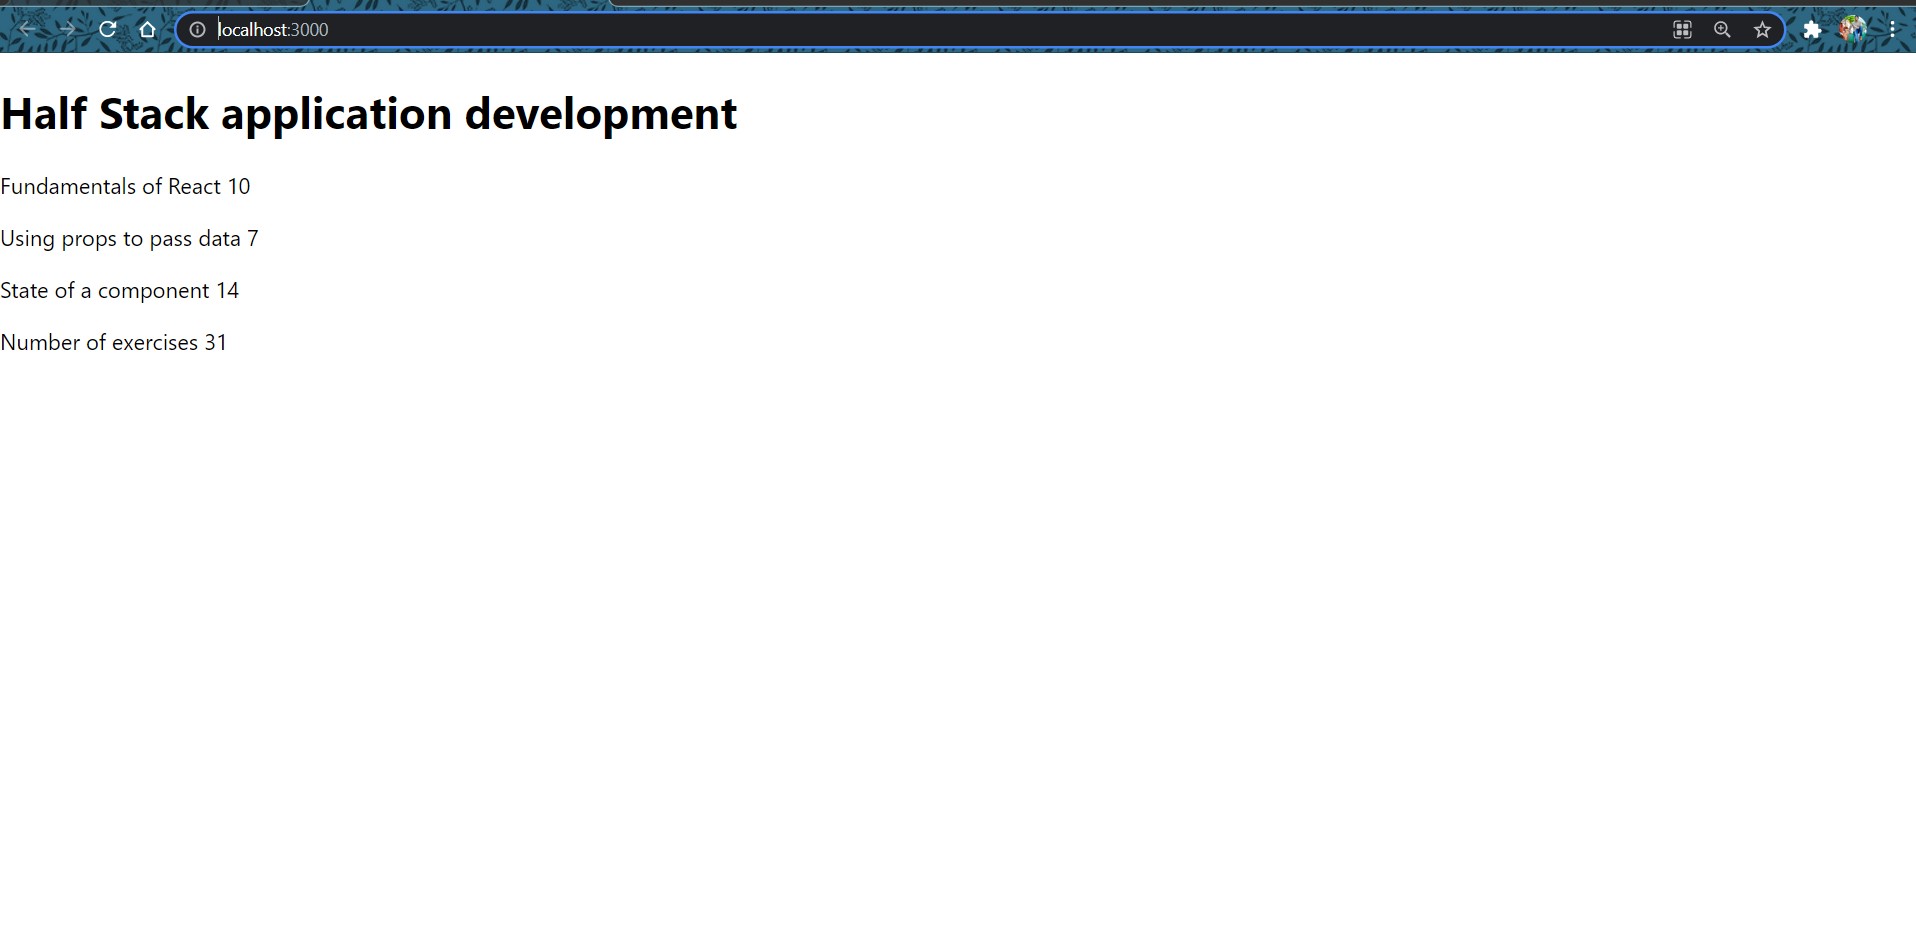 localhost:3000
Half Stack application development
Fundamentals of React 10
Using props to pass data 7
State of a component 14
Number of exercises 31